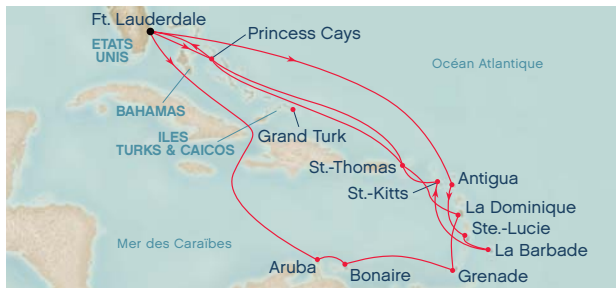 Ft. Lauderdale
ETATS
UNIS
Princess Cays
Océan Atlantique
BAHAMAS
ILES
TURKS & CAICOS
Grand Turk
St.-Thomas
St.-Kitts
Antigua
La Dominique
Ste.-Lucie
La Barbade
Mer des Caraïbes
Aruba
Bonaire
Grenade